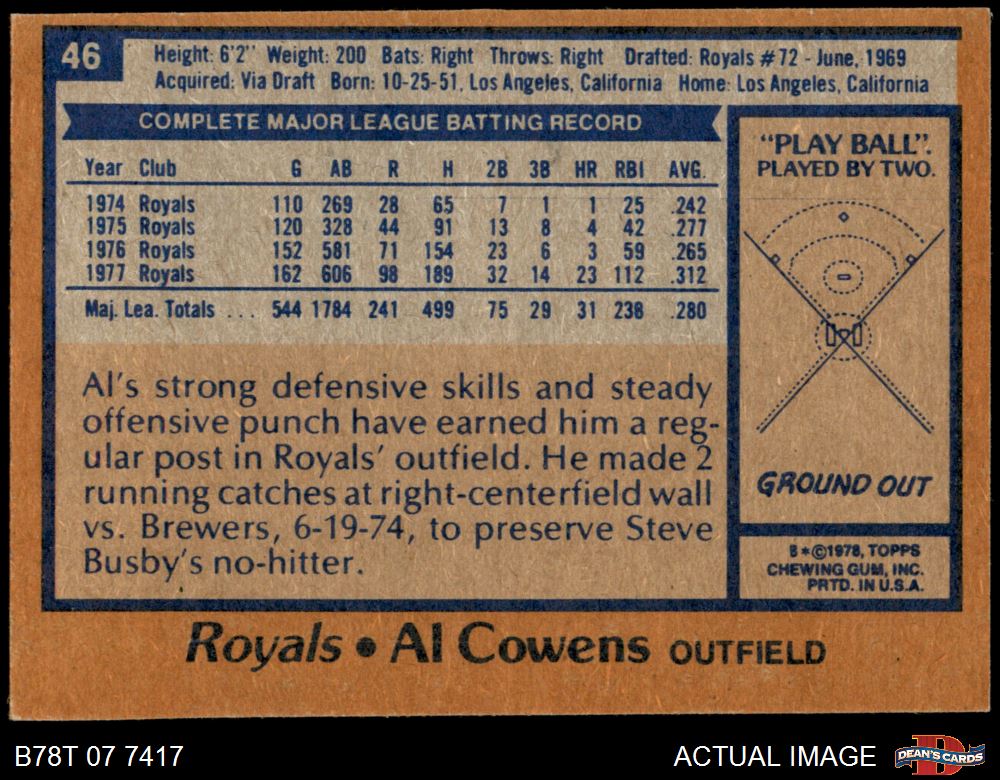 46
Height: 6'2" Weight: 200 Bats: Right Throws: Right Drafted: Royals #72 - June, 1969
Acquired: Via Draft Born: 10-25-51, Los Angeles, California Home: Los Angeles, California
COMPLETE MAJOR LEAGUE BATTING RECORD
Year Club G AB R H 2B 3B HR RBI AVG.
1974 Royals 110 269 28 65 7 1 1 25 .242
1975 Royals 120 328 44 91 13 8 4 42 .277
1976 Royals 152 581 71 154 23 6 3 59 .265
1977 Royals 162 606 98 189 32 14 23 112 .312
Maj. Lea. Totals ... 544 1784 241 499 75 29 31 238 .280
Al's strong defensive skills and steady
offensive punch have earned him a reg-
ular post in Royals' outfield. He made 2
running catches at right-centerfield wall
vs. Brewers, 6-19-74, to preserve Steve
Busby's no-hitter.
"PLAY BALL".
PLAYED BY TWO.
GROUND OUT
B*©1978, TOPPS
CHEWING GUM, INC.
PRTD. IN U.S.A.
Royals • Al Cowens OUTFIELD
B78T 07 7417
ACTUAL IMAGE
DEAN'S CARDS